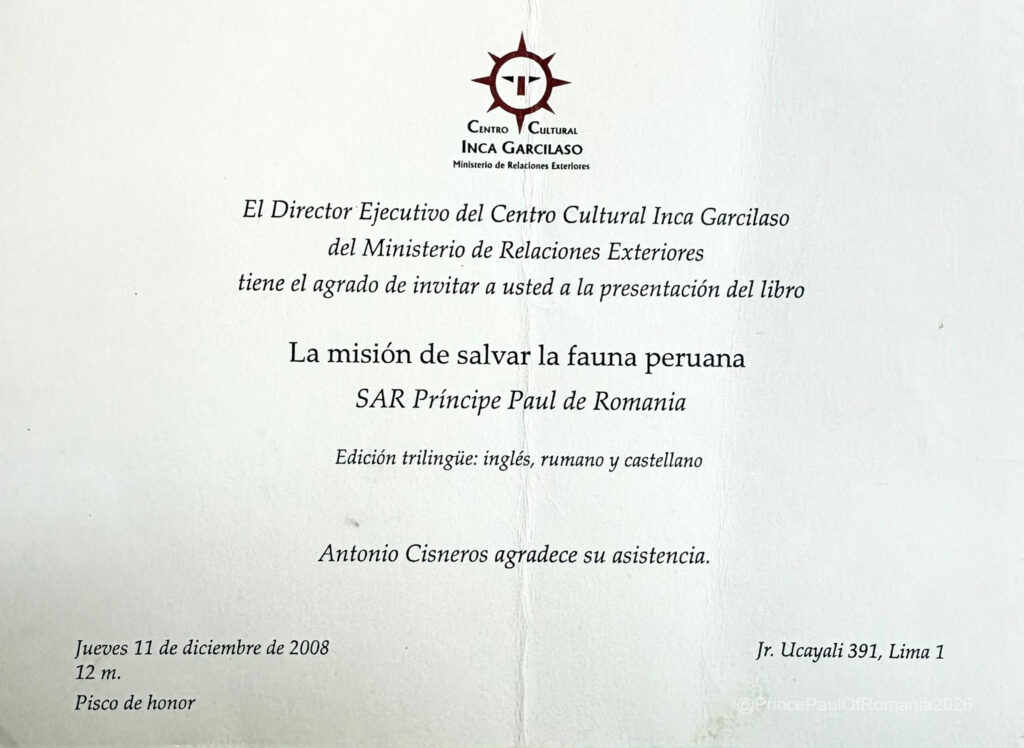 CENTRO CULTURAL
INCA GARCILASO
Ministerio de Relaciones Exteriores
El Director Ejecutivo del Centro Cultural Inca Garcilaso
del Ministerio de Relaciones Exteriores
tiene el agrado de invitar a usted a la presentación del libro
La misión de salvar la fauna peruana
SAR Príncipe Paul de Romania
Edición trilingüe: inglés, rumano y castellano
Antonio Cisneros agradece su asistencia.
Jueves 11 de diciembre de 2008
12 m.
Pisco de honor
Jr. Ucayali 391, Lima 1
@PrincePaulOfRomania2026